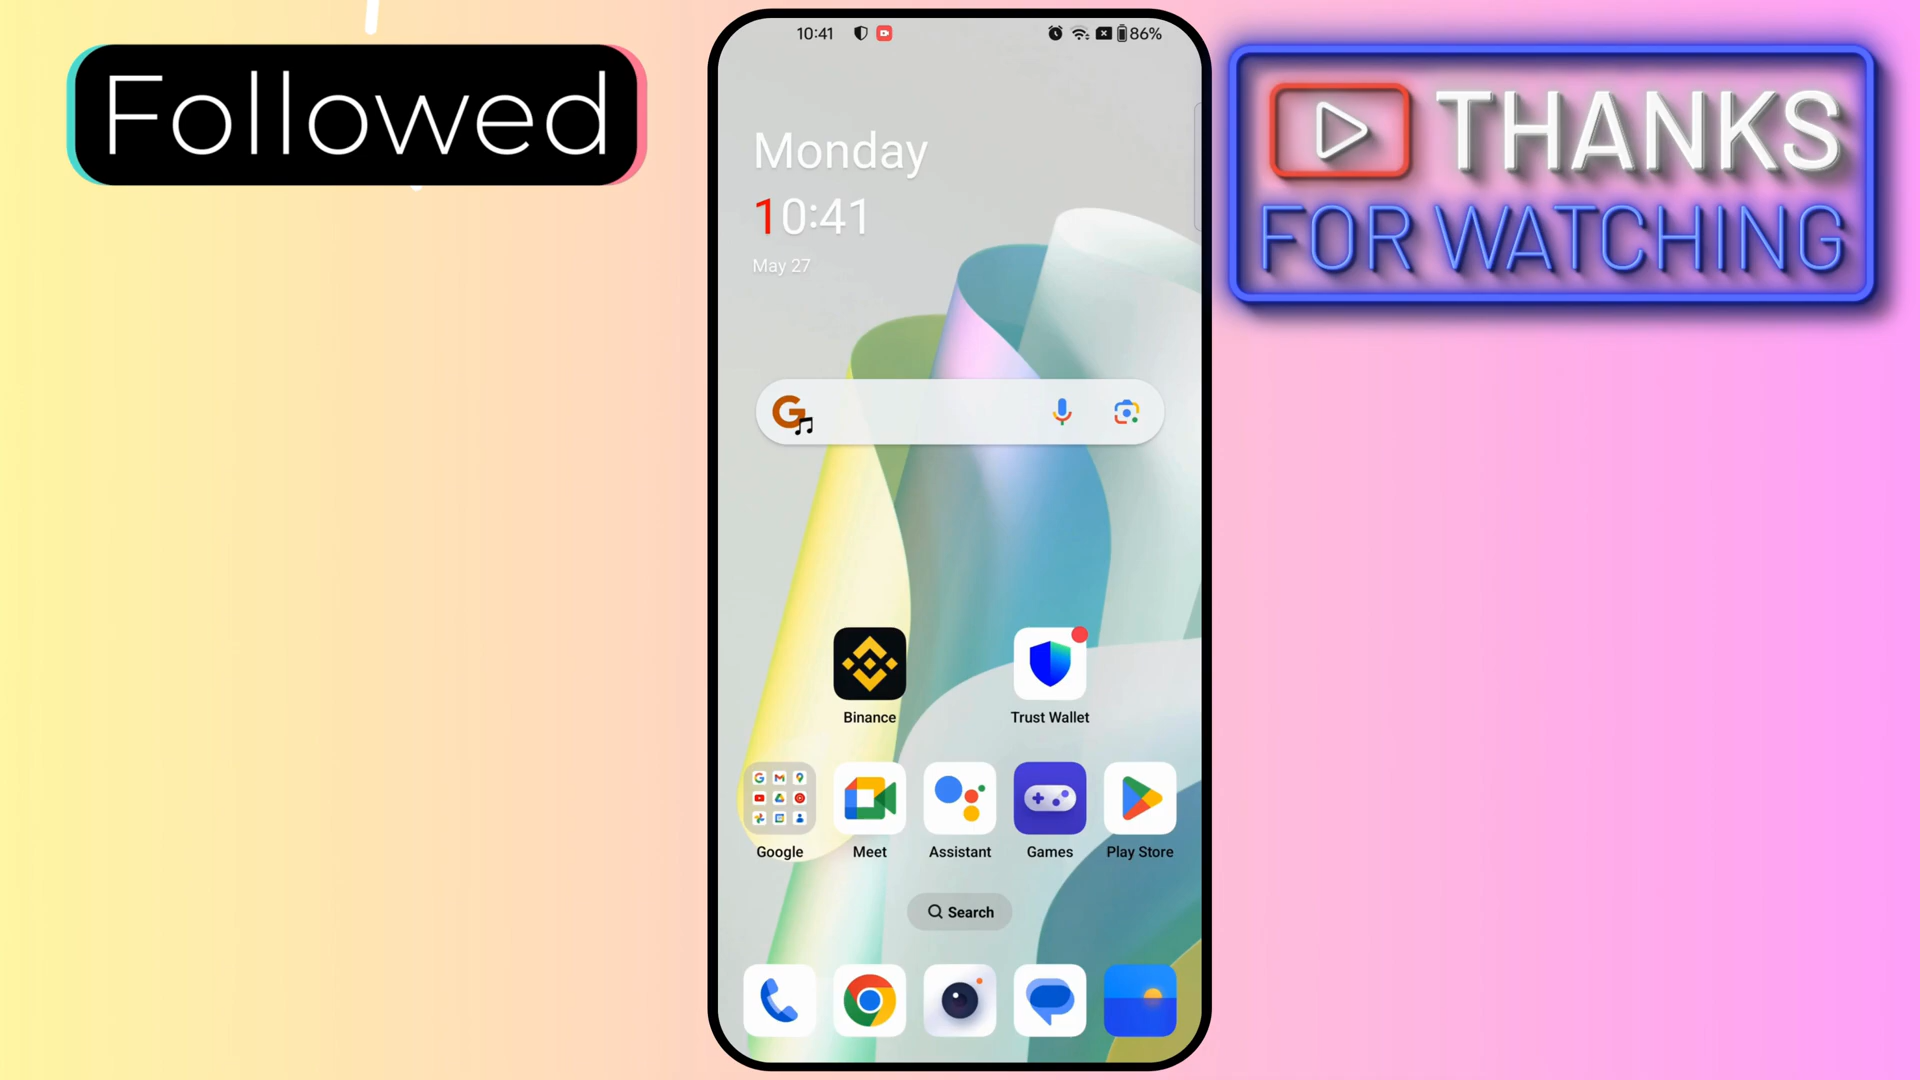 Followed
THANKS
FOR WATCHING
10:41
86%
Monday
10:41
May 27
Binance
Trust Wallet
Google
Meet
Assistant
Games
Play Store
Search